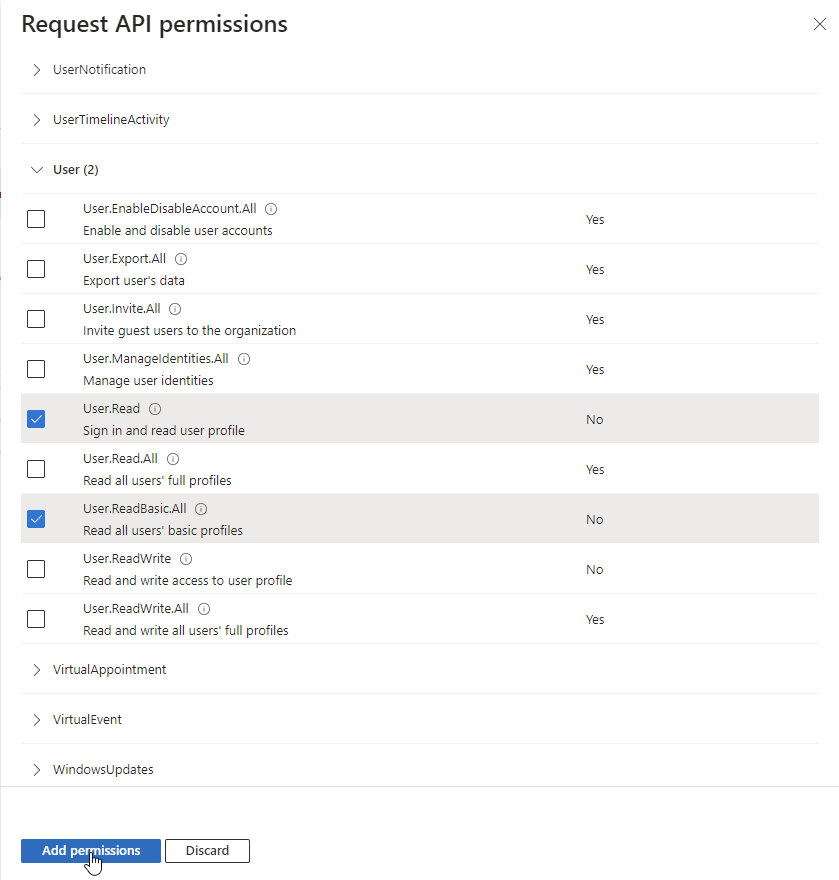 Request API permissions
UserNotification
UserTimelineActivity
User (2)
User.EnableDisableAccount.All
Enable and disable user accounts
Yes
User.Export.All
Export user's data
Yes
User.Invite.All
Invite guest users to the organization
Yes
User.ManageIdentities.All
Manage user identities
Yes
User.Read
Sign in and read user profile
No
User.Read.All
Read all users' full profiles
Yes
User.ReadBasic.All
Read all users' basic profiles
No
User.ReadWrite
Read and write access to user profile
No
User.ReadWrite.All
Read and write all users' full profiles
Yes
VirtualAppointment
VirtualEvent
WindowsUpdates
Add permissions
Discard